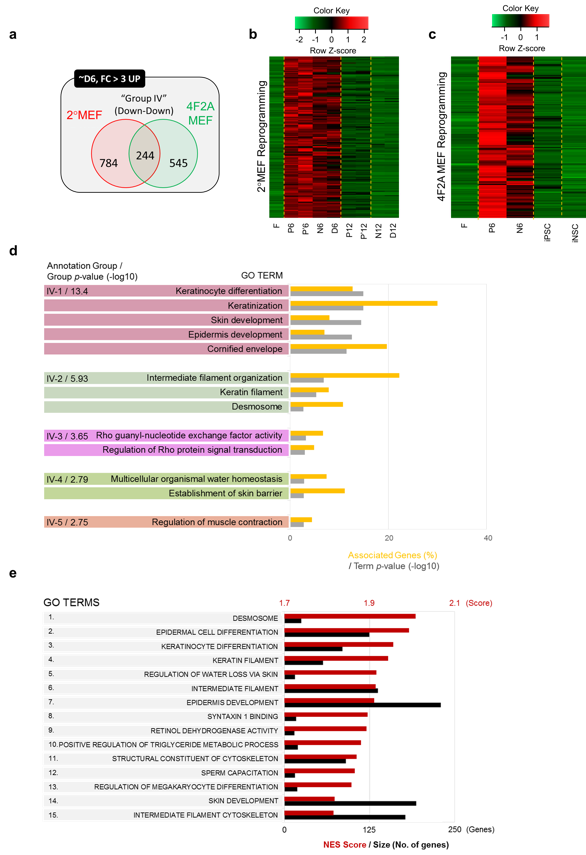 a
~D6, FC > 3 UP
"Group IV"
(Down-Down)
2°MEF
4F2A
MEF
784
244
545
b
Color Key
-2 -1 0 1 2
Row Z-score
2°MEF Reprogramming
F P6 P'6 N6 D6 P12 P'12 N12 D12
c
Color Key
-1 0 1
Row Z-score
4F2A MEF Reprogramming
F P6 N6 iPSC iNSC
d
Annotation Group /
Group p-value (-log10)
GO TERM
IV-1 / 13.4 Keratinocyte differentiation
Keratinization
Skin development
Epidermis development
Cornified envelope
IV-2 / 5.93 Intermediate filament organization
Keratin filament
Desmosome
IV-3 / 3.65 Rho guanyl-nucleotide exchange factor activity
Regulation of Rho protein signal transduction
IV-4 / 2.79 Multicellular organismal water homeostasis
Establishment of skin barrier
IV-5 / 2.75 Regulation of muscle contraction
0 20 40
Associated Genes (%)
/ Term p-value (-log10)
e
GO TERMS
1.7 1.9 2.1 (Score)
1. DESMOSOME
2. EPIDERMAL CELL DIFFERENTIATION
3. KERATINOCYTE DIFFERENTIATION
4. KERATIN FILAMENT
5. REGULATION OF WATER LOSS VIA SKIN
6. INTERMEDIATE FILAMENT
7. EPIDERMIS DEVELOPMENT
8. SYNTAXIN 1 BINDING
9. RETINOL DEHYDROGENASE ACTIVITY
10. POSITIVE REGULATION OF TRIGLYCERIDE METABOLIC PROCESS
11. STRUCTURAL CONSTITUENT OF CYTOSKELETON
12. SPERM CAPACITATION
13. REGULATION OF MEGAKARYOCYTE DIFFERENTIATION
14. SKIN DEVELOPMENT
15. INTERMEDIATE FILAMENT CYTOSKELETON
0 125 250 (Genes)
NES Score / Size (No. of genes)